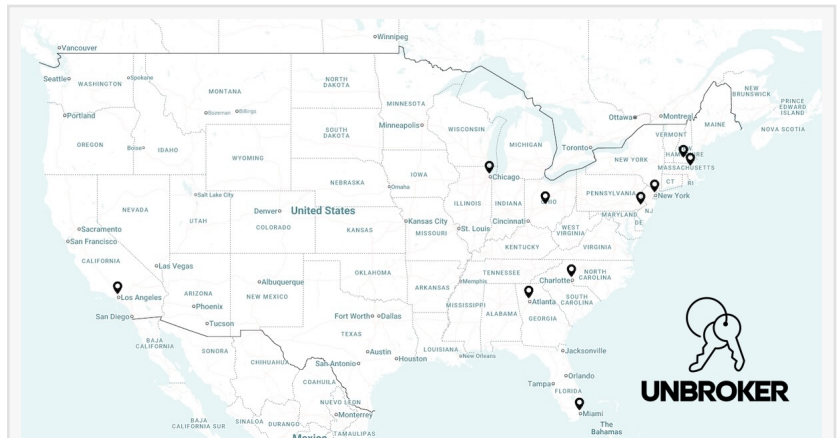 Winnipeg
Vancouver
Seattle
Spokane
WASHINGTON
NORTH
DAKOTA
MONTANA
Bozeman
Billings
MINNESOTA
Ottawa
Montreal
NEW
BRUNSWICK
PRINCE
EDWARD
ISLAND
MAINE
NOVA SCOTIA
Portland
Minneapolis
SOUTH
DAKOTA
WISCONSIN
VERMONT
OREGON
Boise
IDAHO
MICHIGAN
Toronto
NEW YORK
WYOMING
MASSACHUSETTS
IOWA
Chicago
CT
RI
NEBRASKA
Omaha
Salt Lake City
PENNSYLVANIA
New York
NEVADA
Denver
United States
ILLINOIS
INDIANA
MARYLAND
NJ
DE
UTAH
COLORADO
KANSAS
Kansas City
MISSOURI
St. Louis
Cincinnati
WEST
VIRGINIA
Sacramento
San Francisco
KENTUCKY
VIRGINIA
CALIFORNIA
Las Vegas
Albuquerque
OKLAHOMA
TENNESSEE
Memphis
Charlotte
NORTH
CAROLINA
ARKANSAS
Los Angeles
ARIZONA
NEW MEXICO
Phoenix
Atlanta
SOUTH
CAROLINA
MISSISSIPPI
ALABAMA
GEORGIA
San Diego
Tucson
Fort Worth
Dallas
TEXAS
BAJA
CALIFORNIA
SONORA
CHIHUAHUA
Austin
San Antonio
Houston
LOUISIANA
New Orleans
Jacksonville
COAHUILA
Orlando
Tampa
FLORIDA
UNBROKER
NUEVO LEON
Monterrey
Miami
BAJA
CALIFORNIA SUR
SINALOA
DURANGO
The
Bahamas
TAMAULIPAS
Mexico